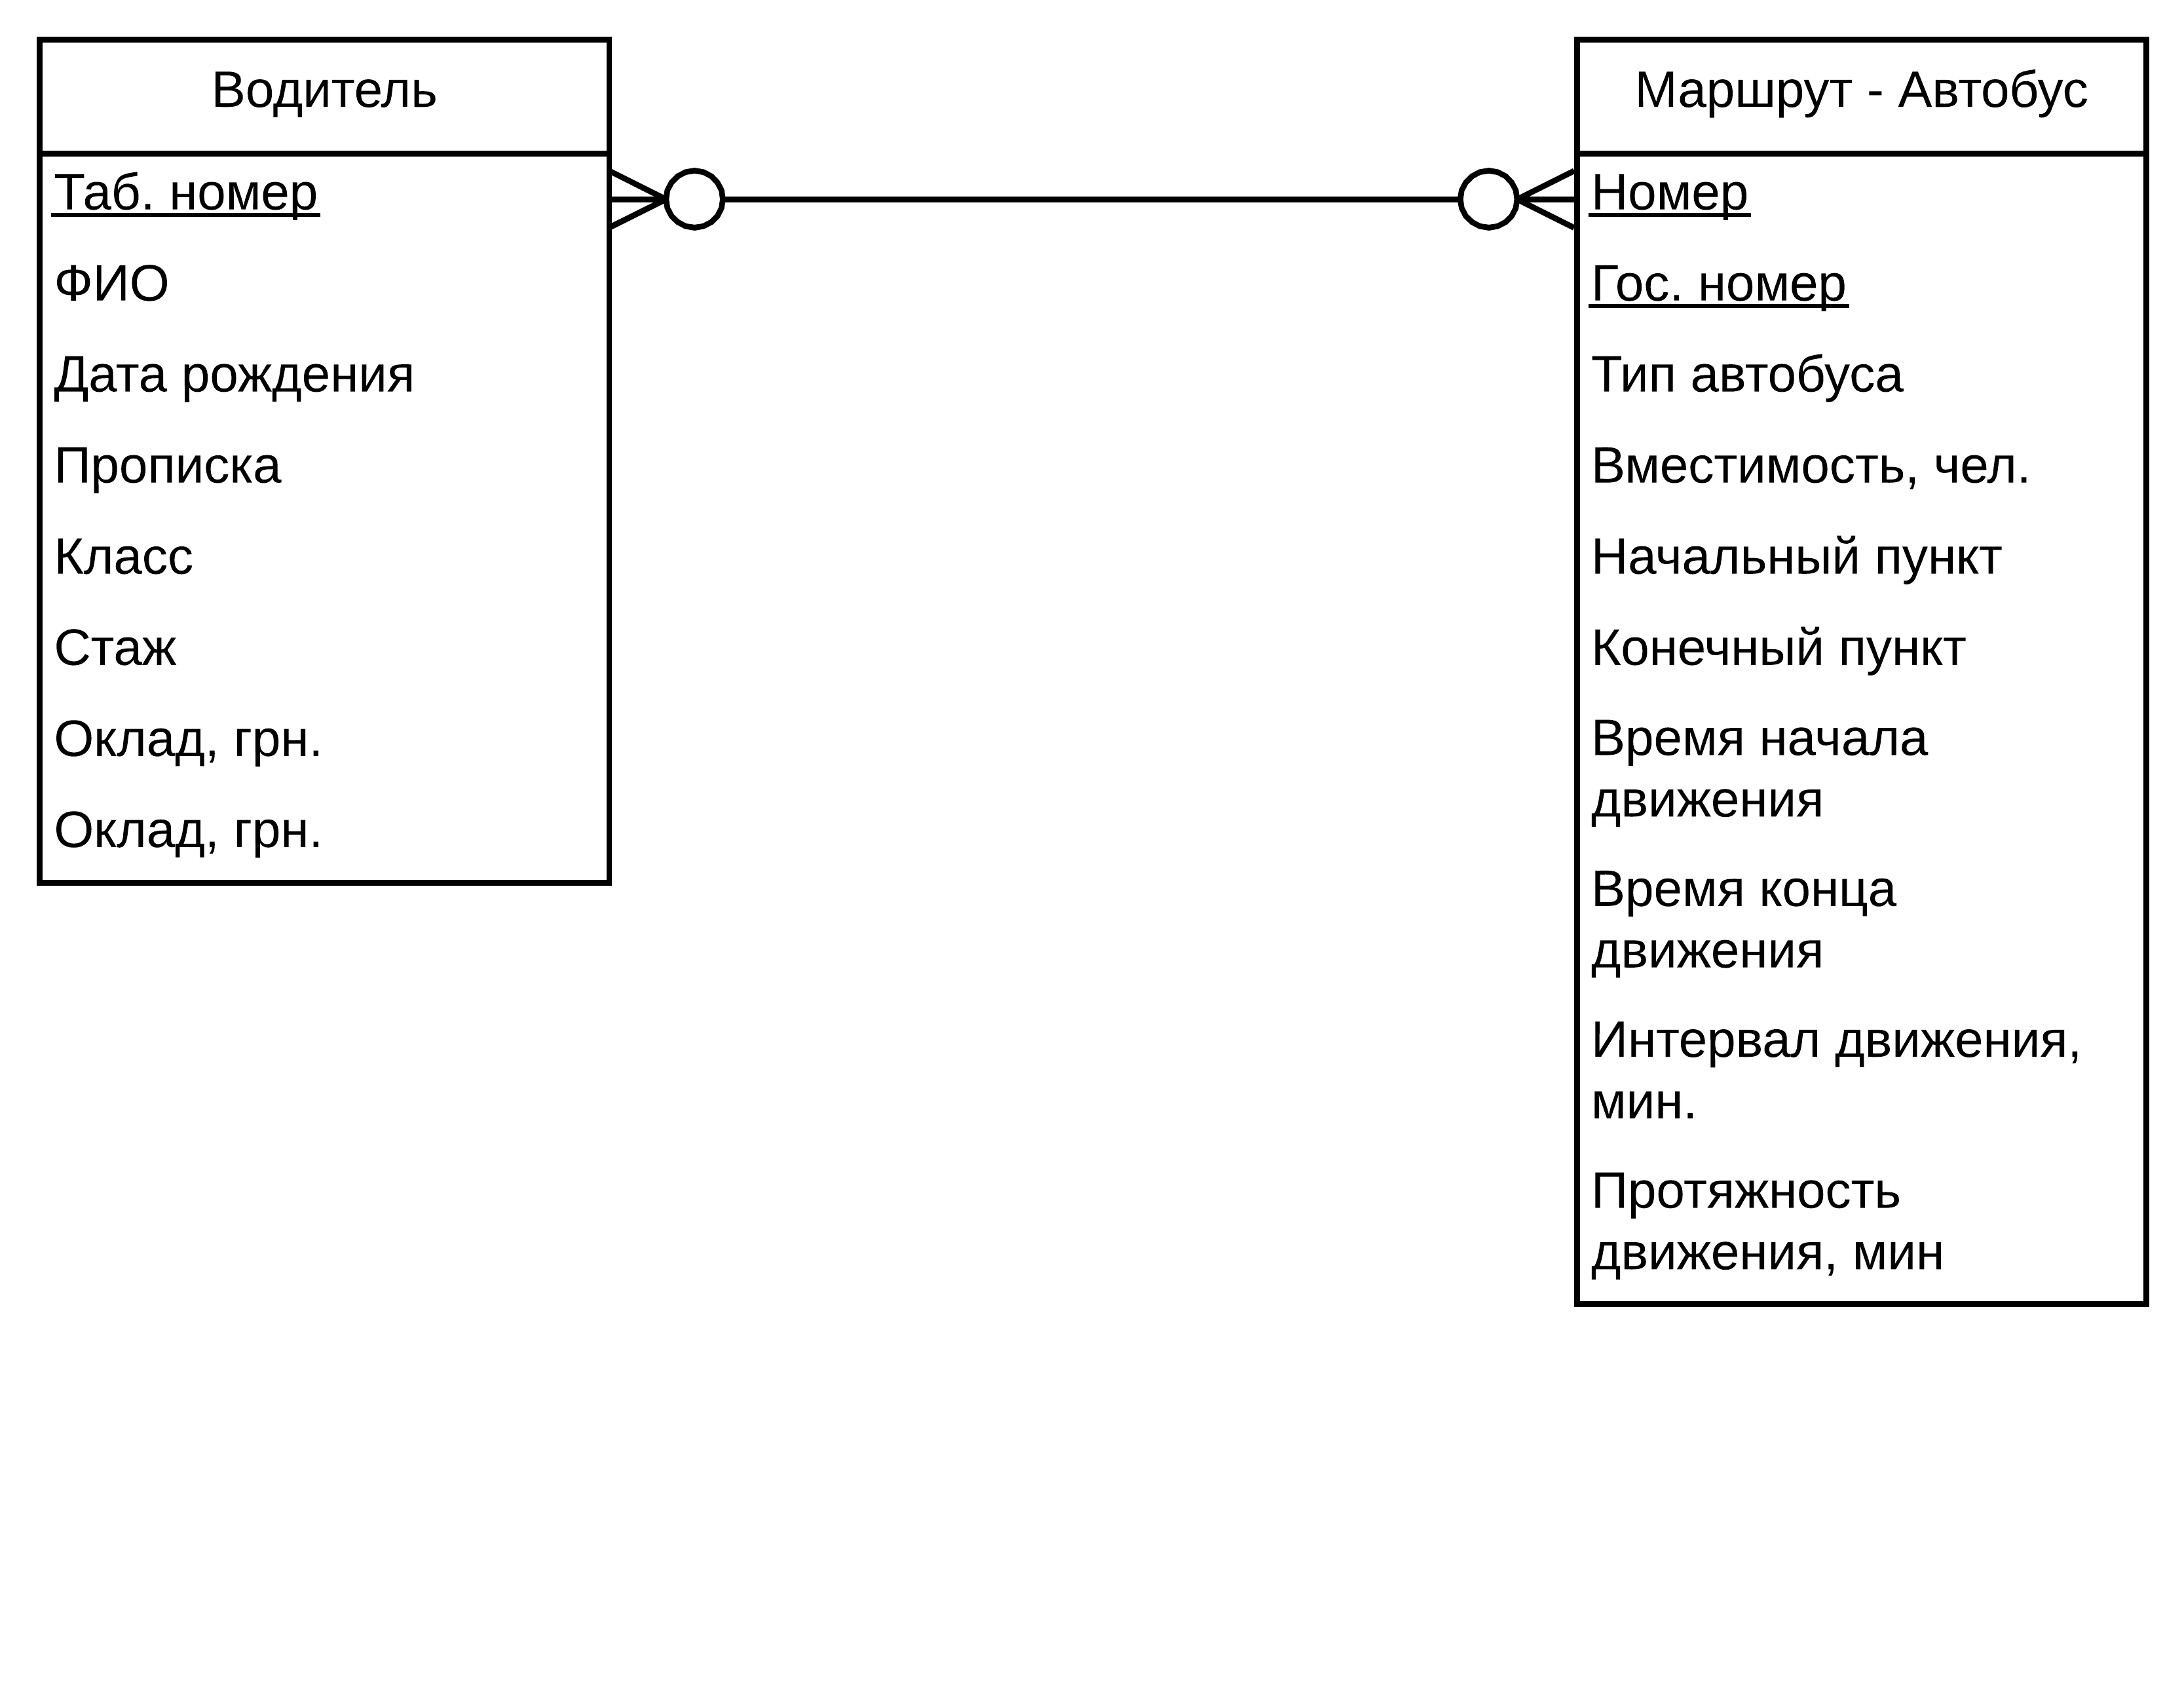 Водитель
Таб. номер
ФИО
Дата рождения
Прописка
Класс
Стаж
Оклад, грн.
Оклад, грн.
Маршрут - Автобус
Номер
Гос. номер
Тип автобуса
Вместимость, чел.
Начальный пункт
Конечный пункт
Время начала
движения
Время конца
движения
Интервал движения,
мин.
Протяжность
движения, мин